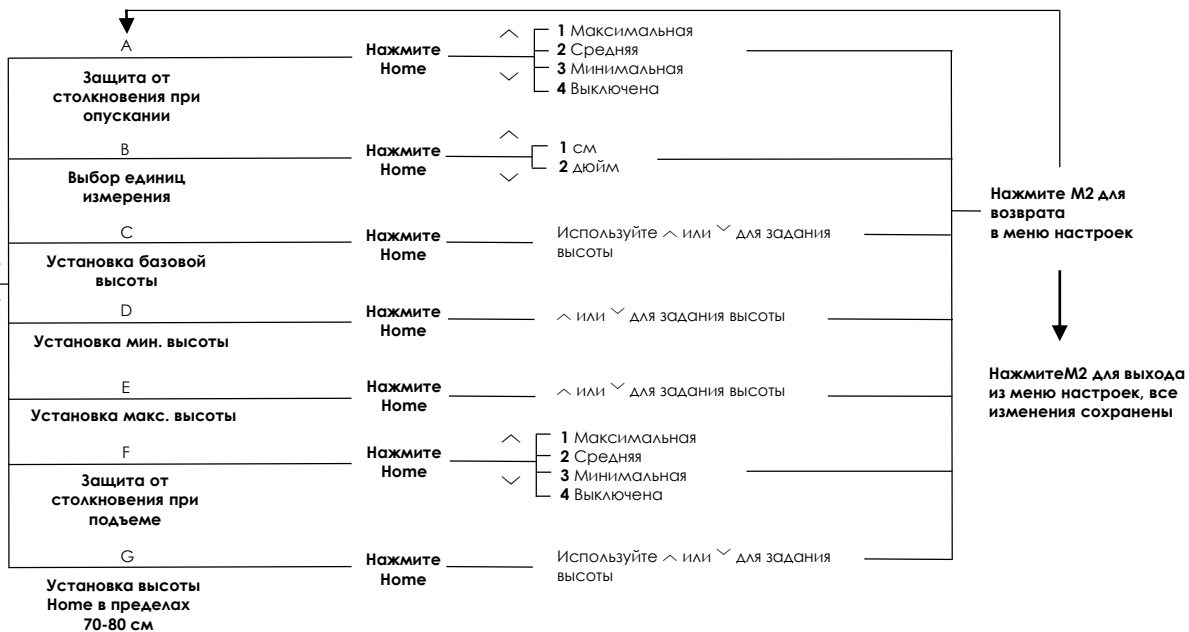 A
Защита от
столкновения при
опускании
Нажмите
Home
1 Максимальная
2 Средняя
3 Минимальная
4 Выключена
B
Выбор единиц
измерения
Нажмите
Home
1 см
2 дюйм
C
Установка базовой
высоты
Нажмите
Home
Используйте ︿ или ﹀ для задания
высоты
D
Установка мин. высоты
Нажмите
Home
︿ или ﹀ для задания высоты
E
Установка макс. высоты
Нажмите
Home
︿ или ﹀ для задания высоты
F
Защита от
столкновения при
подъеме
Нажмите
Home
1 Максимальная
2 Средняя
3 Минимальная
4 Выключена
G
Установка высоты
Home в пределах
70-80 см
Нажмите
Home
Используйте ︿ или ﹀ для задания
высоты
Нажмите М2 для
возврата
в меню настроек
НажмитеМ2 для выхода
из меню настроек, все
изменения сохранены